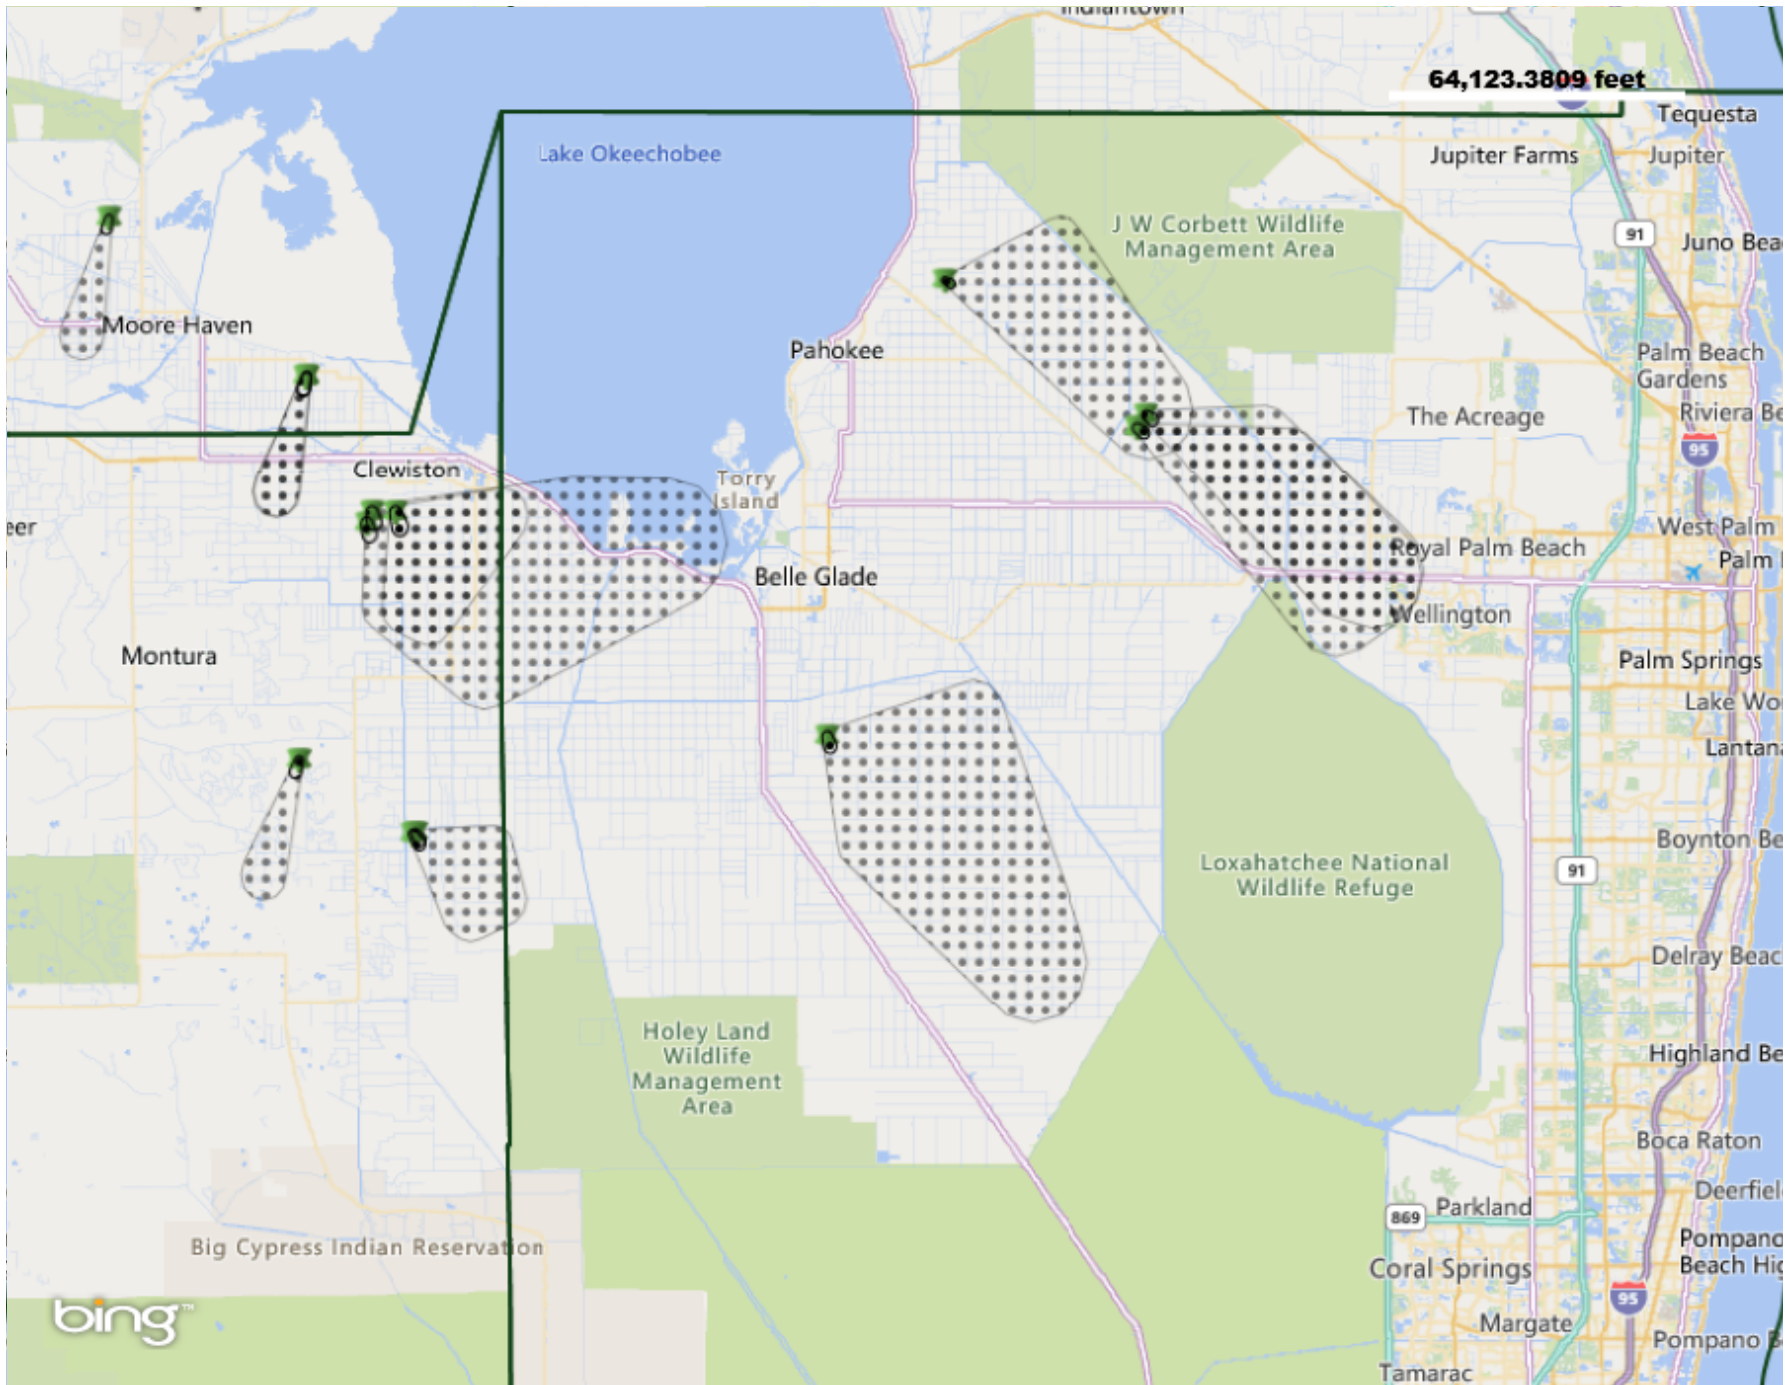 Indiantown
64,123.3809 feet
Tequesta
Lake Okeechobee
Jupiter Farms
Jupiter
J W Corbett Wildlife
Management Area
91
Juno Bea
Moore Haven
Pahokee
Palm Beach
Gardens
The Acreage
Riviera Be
95
Clewiston
Torry
Island
eer
West Palm
Royal Palm Beach
Palm
Belle Glade
Wellington
Montura
Palm Springs
Lake Wo
Lantana
Boynton Be
Loxahatchee National
Wildlife Refuge
91
Delray Beac
Holey Land
Wildlife
Management
Area
Highland Be
Boca Raton
Deerfiel
869
Parkland
Big Cypress Indian Reservation
Pompano
Beach Hig
Coral Springs
95
bing™
Margate
Pompano B
Tamarac